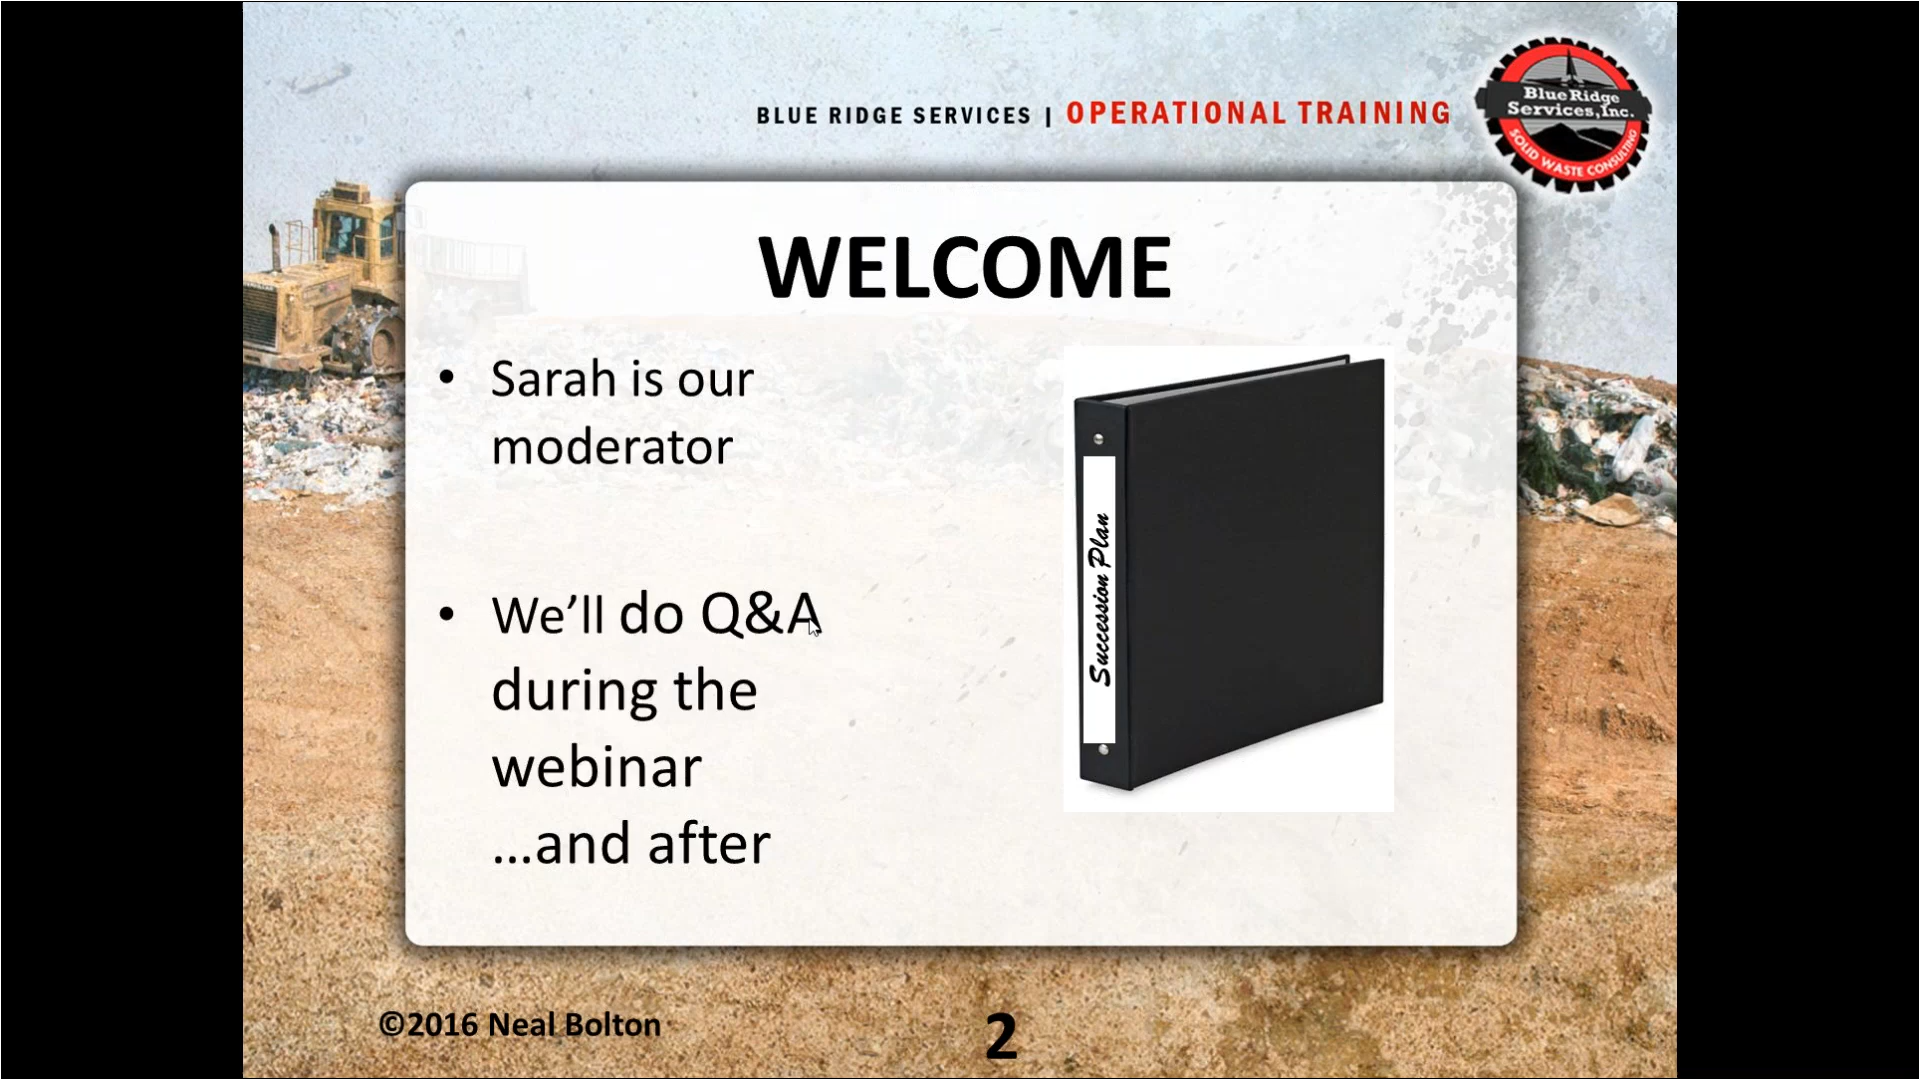 BLUE RIDGE SERVICES | OPERATIONAL TRAINING
Blue Ridge
Services, Inc.
SOLID WASTE CONSULTING
WELCOME
• Sarah is our
moderator
• We’ll do Q&A
during the
webinar
…and after
Succession Plan
©2016 Neal Bolton
2